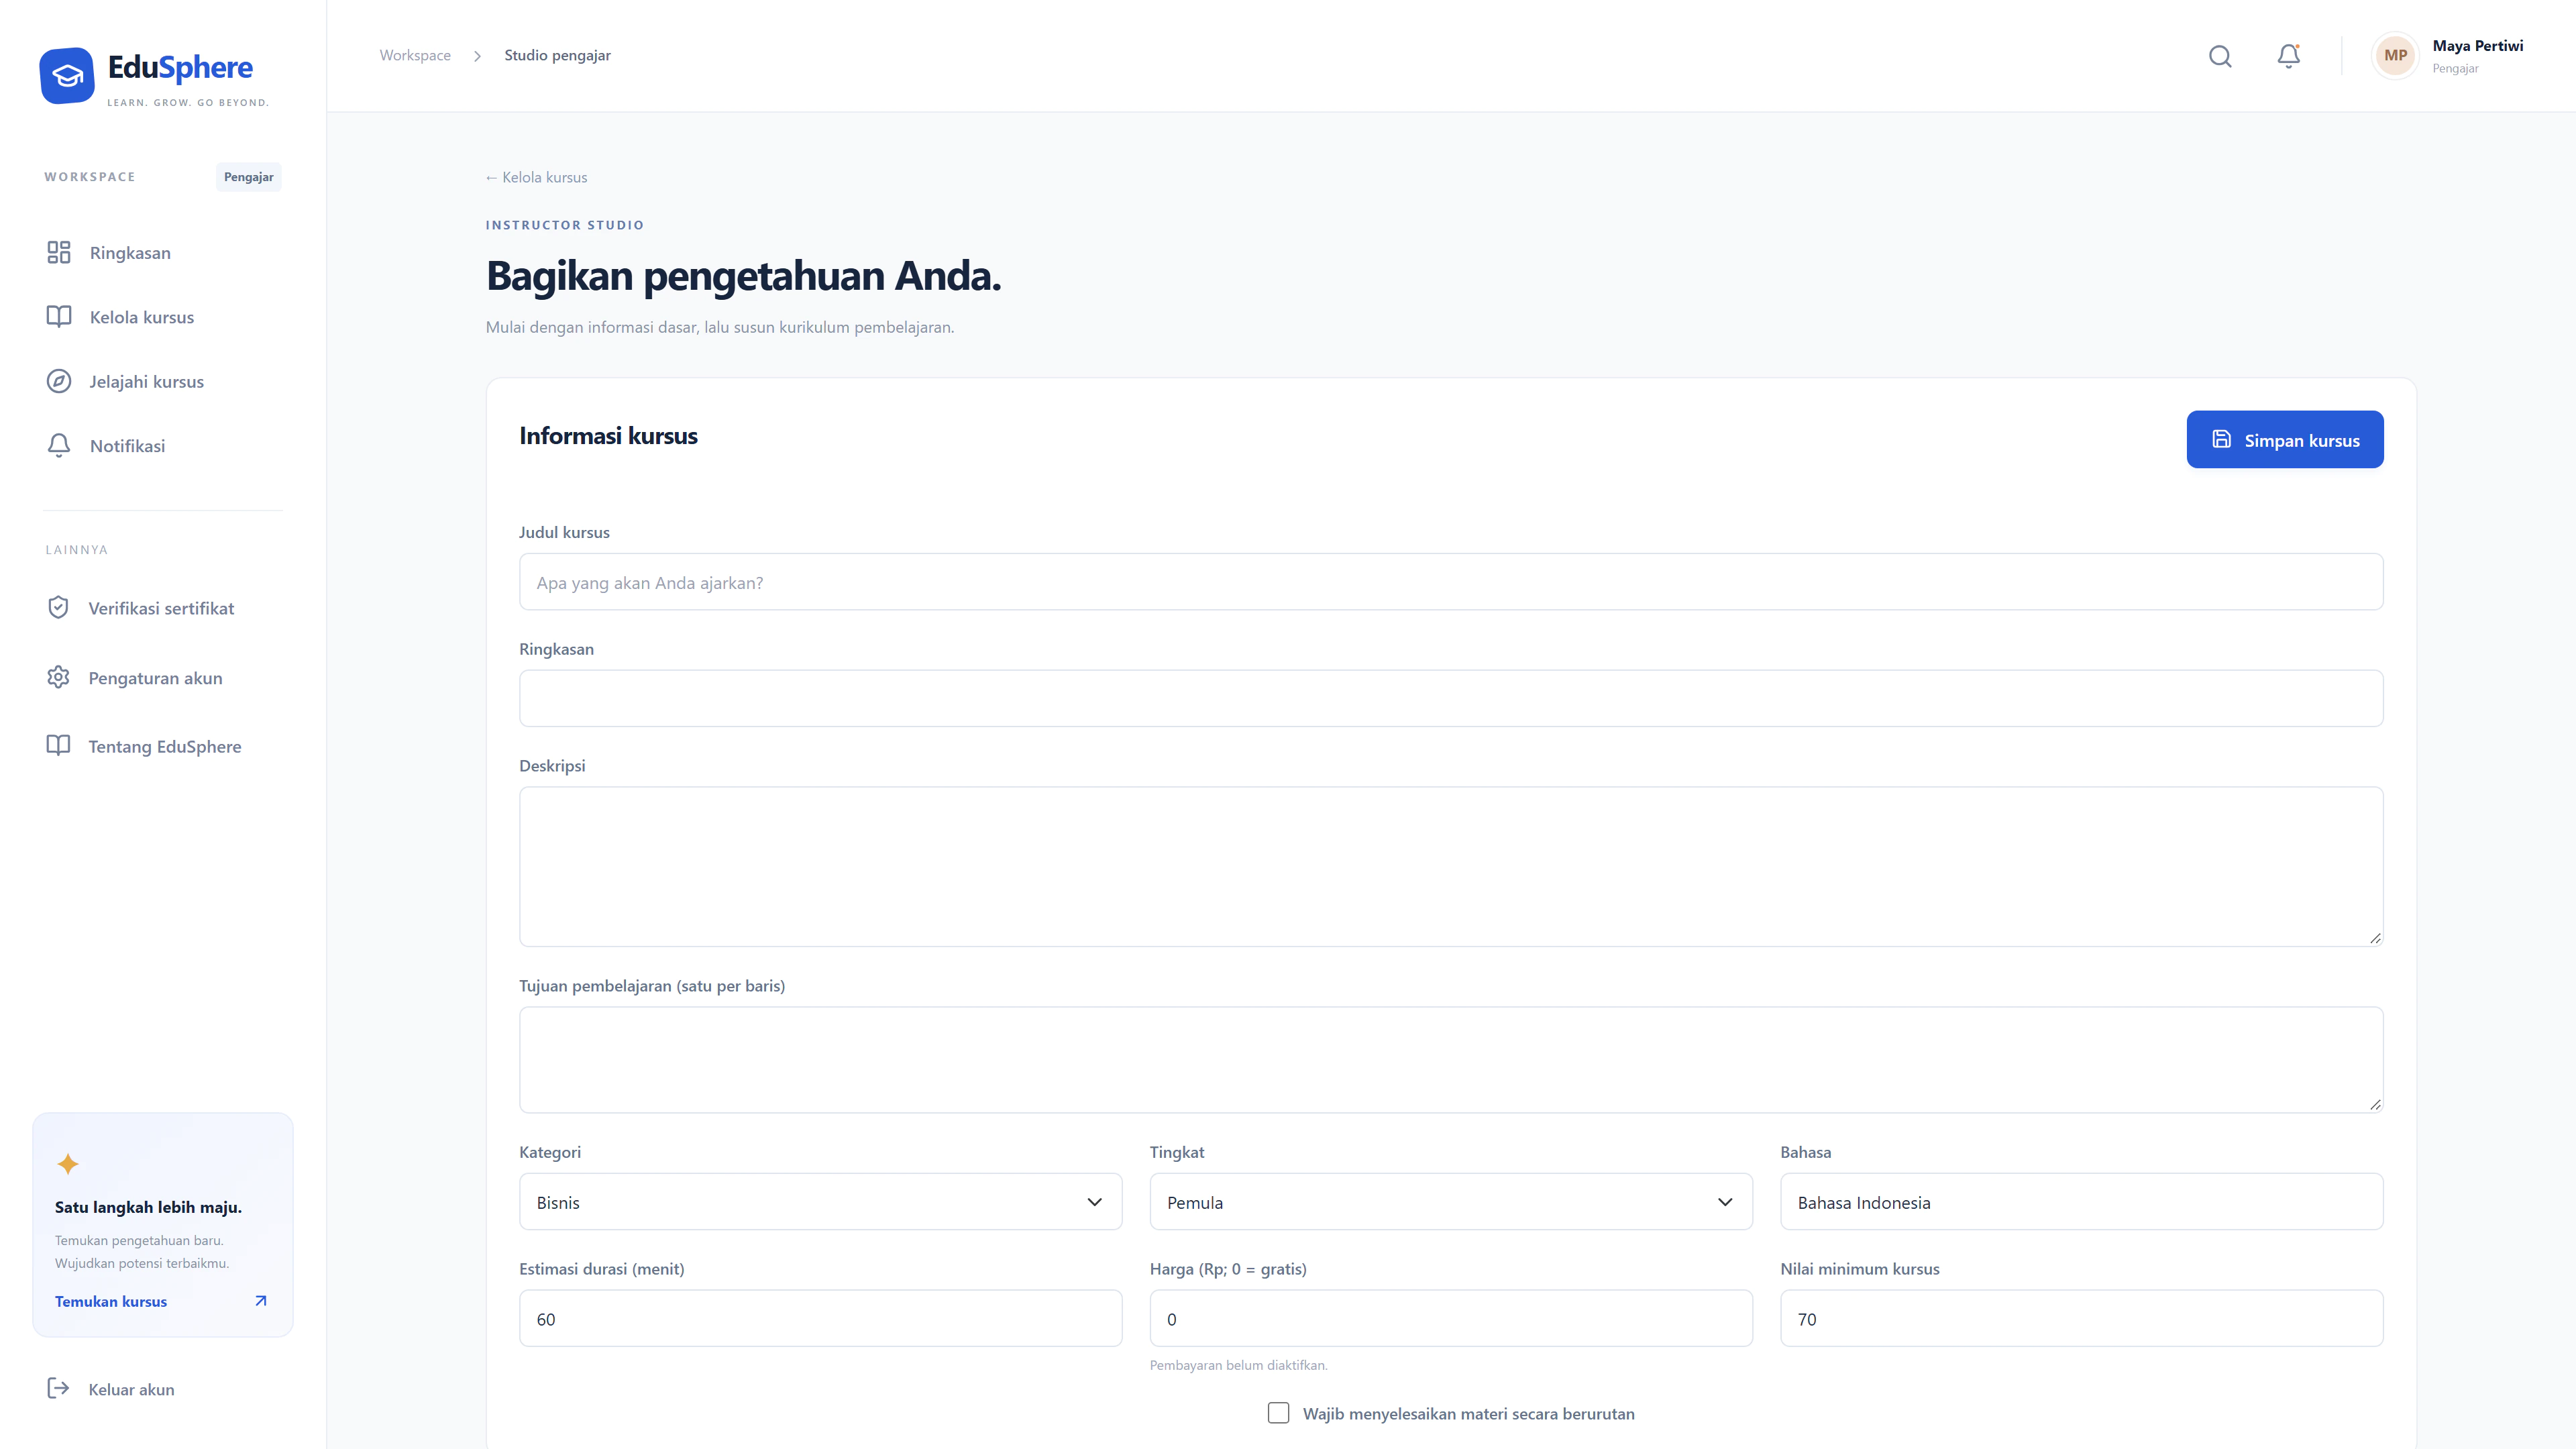 EduSphere
LEARN. GROW. GO BEYOND.
WORKSPACE
Pengajar
Ringkasan
Kelola kursus
Jelajahi kursus
Notifikasi
LAINNYA
Verifikasi sertifikat
Pengaturan akun
Tentang EduSphere
Satu langkah lebih maju.
Temukan pengetahuan baru.
Wujudkan potensi terbaikmu.
Temukan kursus
Keluar akun
Workspace
Studio pengajar
MP
Maya Pertiwi
Pengajar
← Kelola kursus
INSTRUCTOR STUDIO
Bagikan pengetahuan Anda.
Mulai dengan informasi dasar, lalu susun kurikulum pembelajaran.
Informasi kursus
Simpan kursus
Judul kursus
Apa yang akan Anda ajarkan?
Ringkasan
Deskripsi
Tujuan pembelajaran (satu per baris)
Kategori
Tingkat
Bahasa
Bisnis
Pemula
Bahasa Indonesia
Estimasi durasi (menit)
Harga (Rp; 0 = gratis)
Nilai minimum kursus
60
0
70
Pembayaran belum diaktifkan.
Wajib menyelesaikan materi secara berurutan